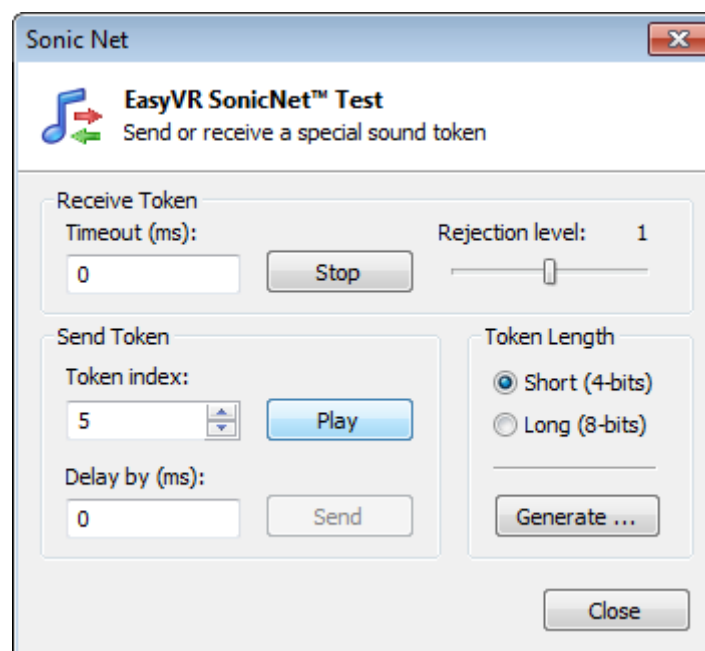 Sonic Net
EasyVR SonicNet™ Test
Send or receive a special sound token
Receive Token
Timeout (ms):
Rejection level: 1
0
Stop
Send Token
Token index:
5
Play
Delay by (ms):
0
Send
Token Length
Short (4-bits)
Long (8-bits)
Generate ...
Close